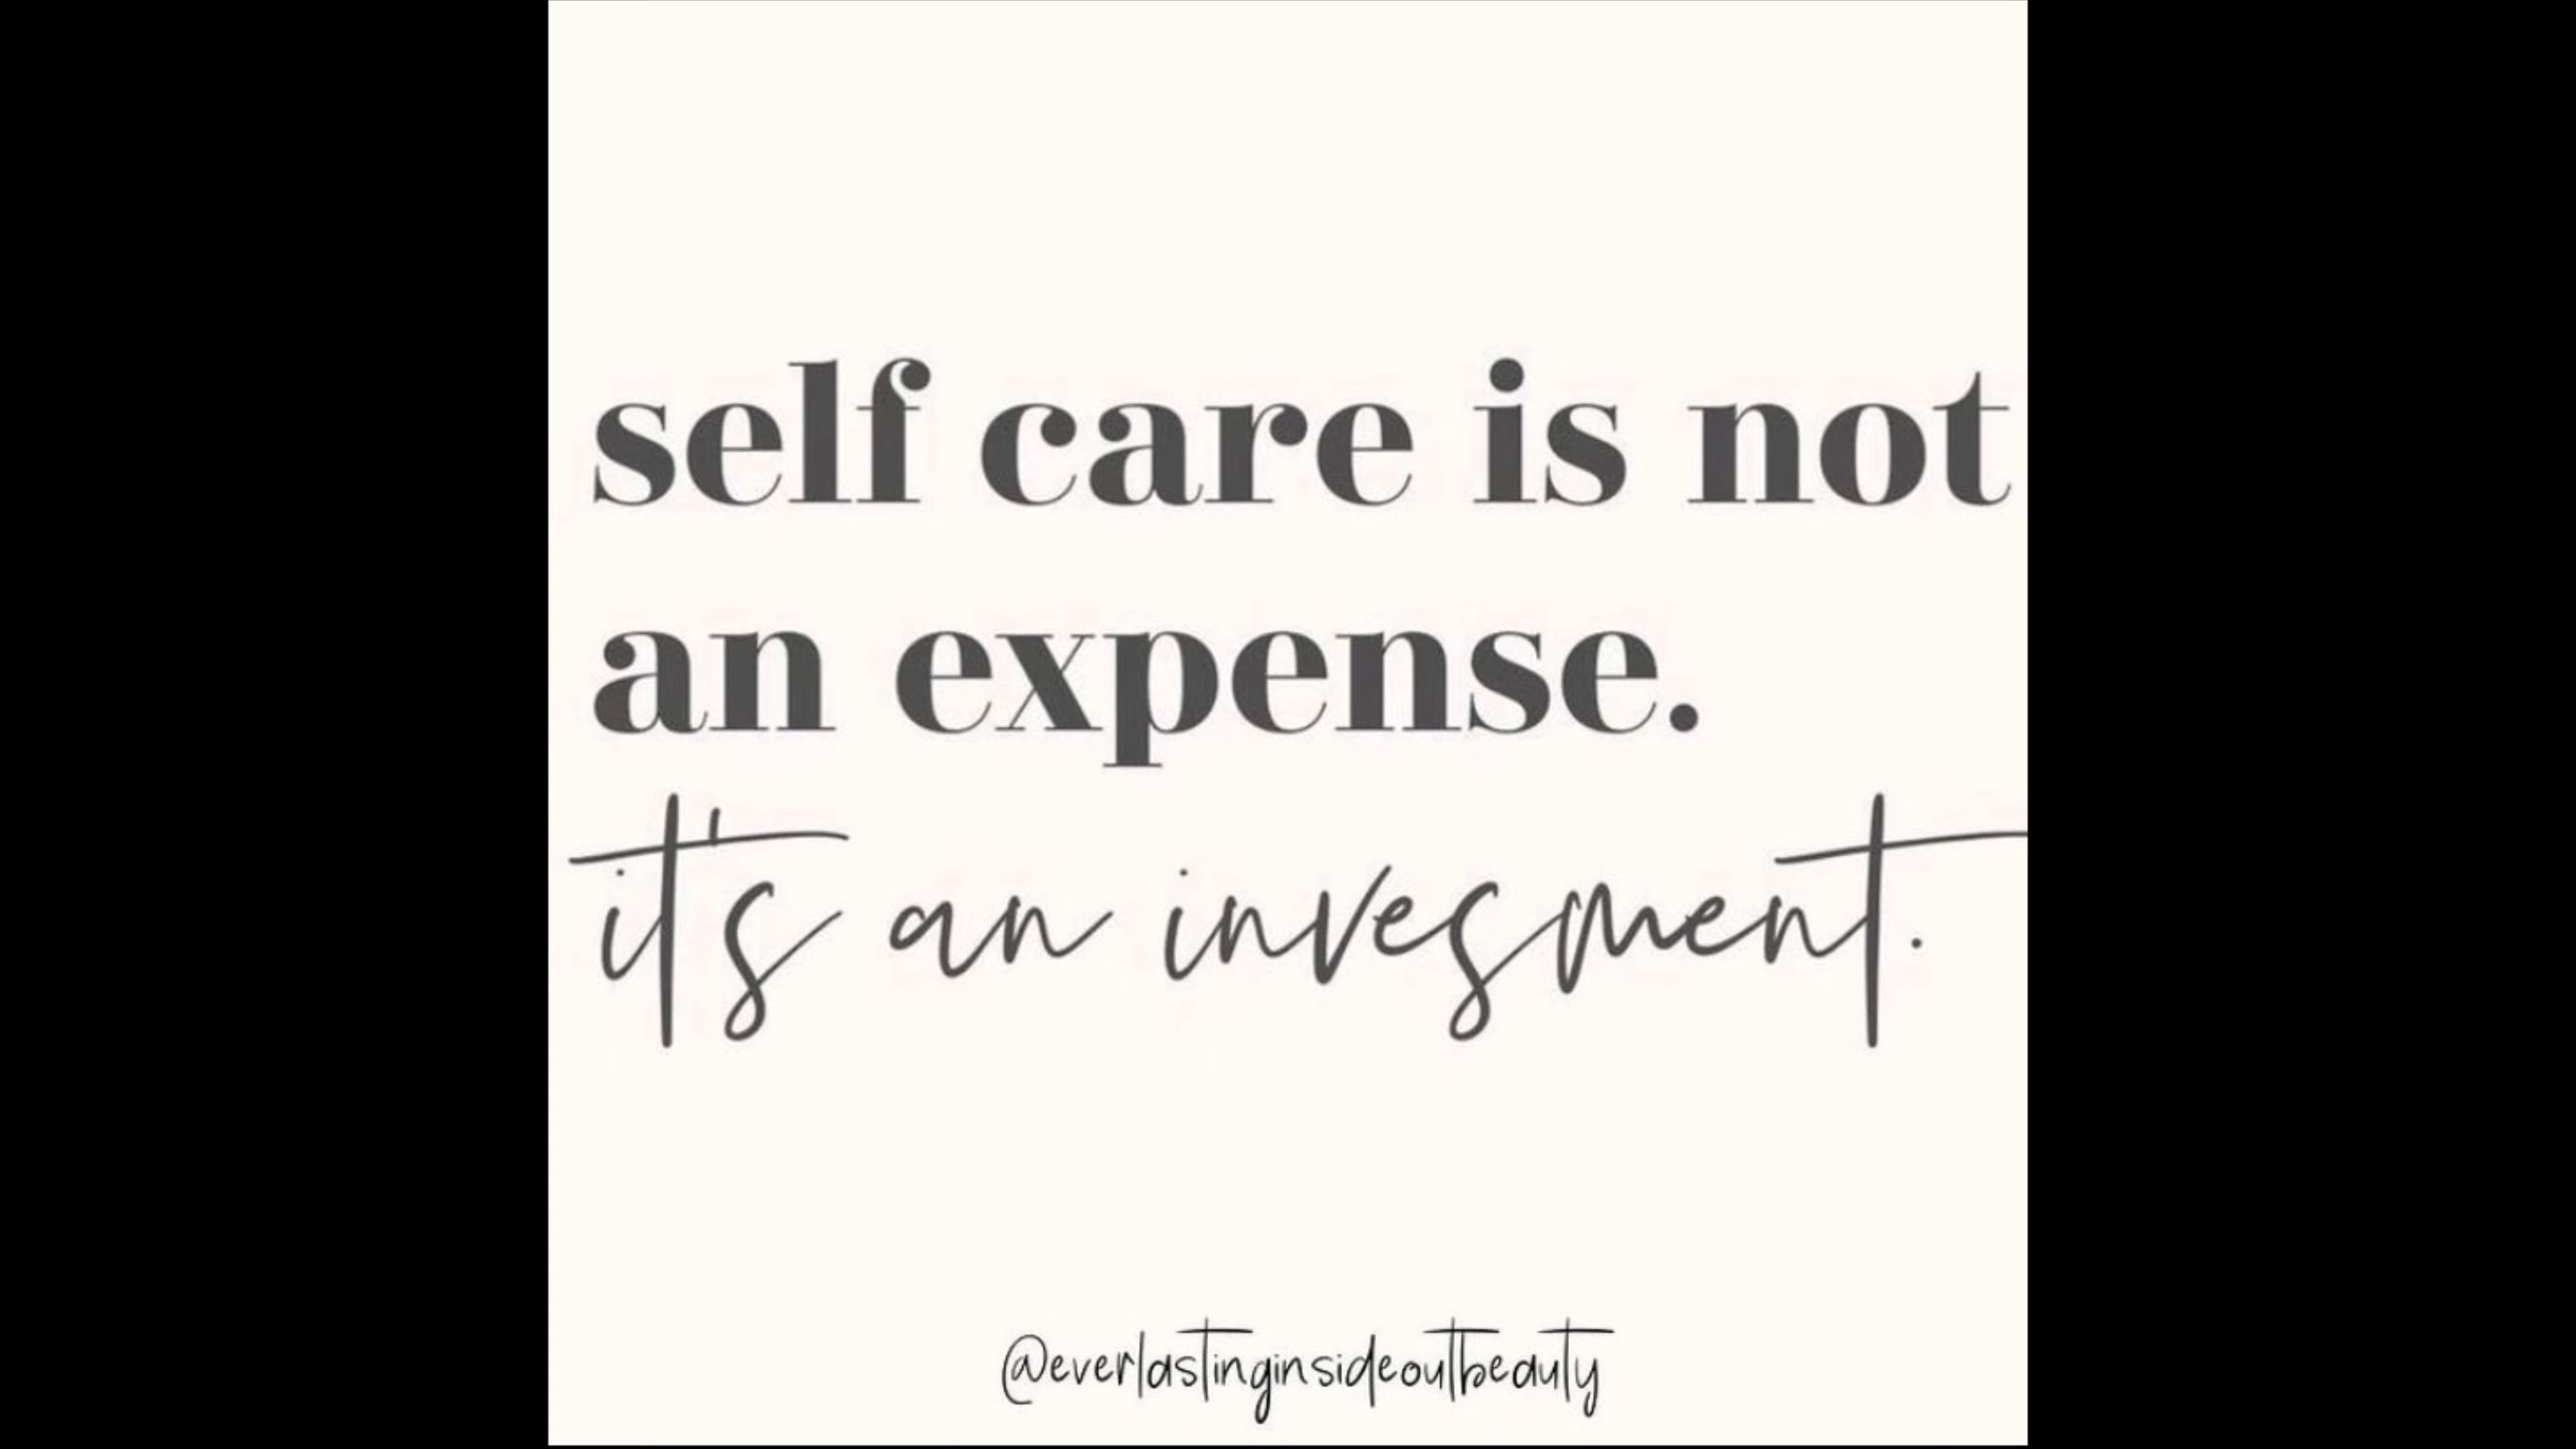 self care is not
an expense.
it's an invesment.
@everlastinginsideoutbeauty